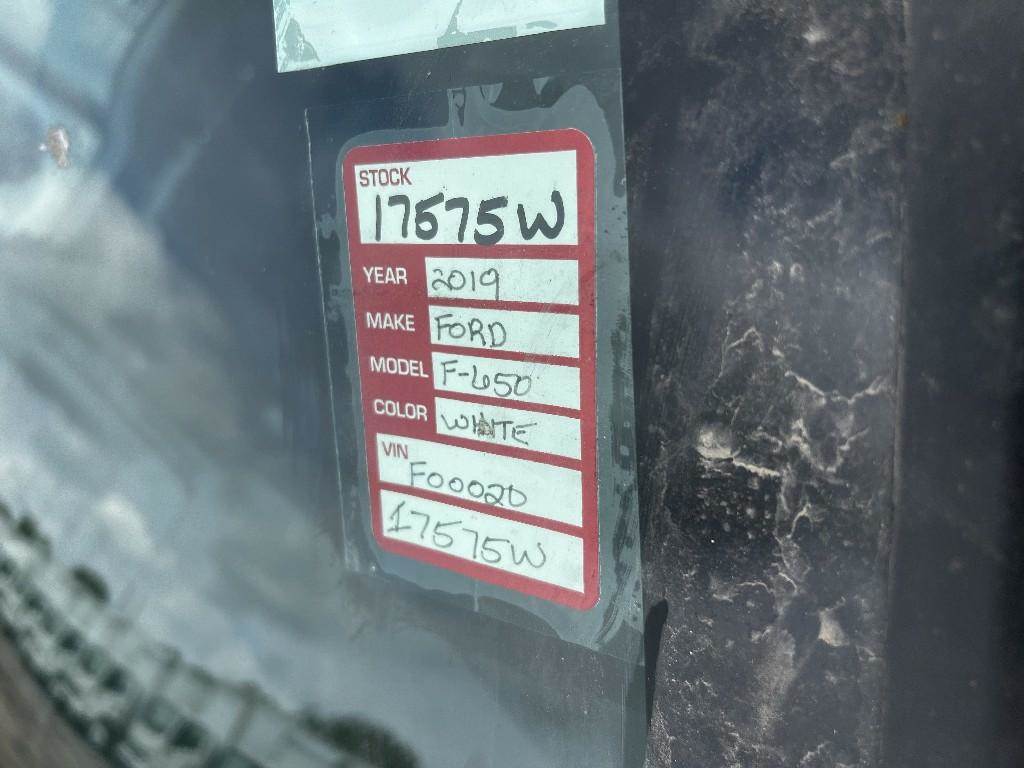 STOCK
17575W
YEAR 2019
MAKE FORD
MODEL F-650
COLOR WHITE
VIN
F00020
17575W